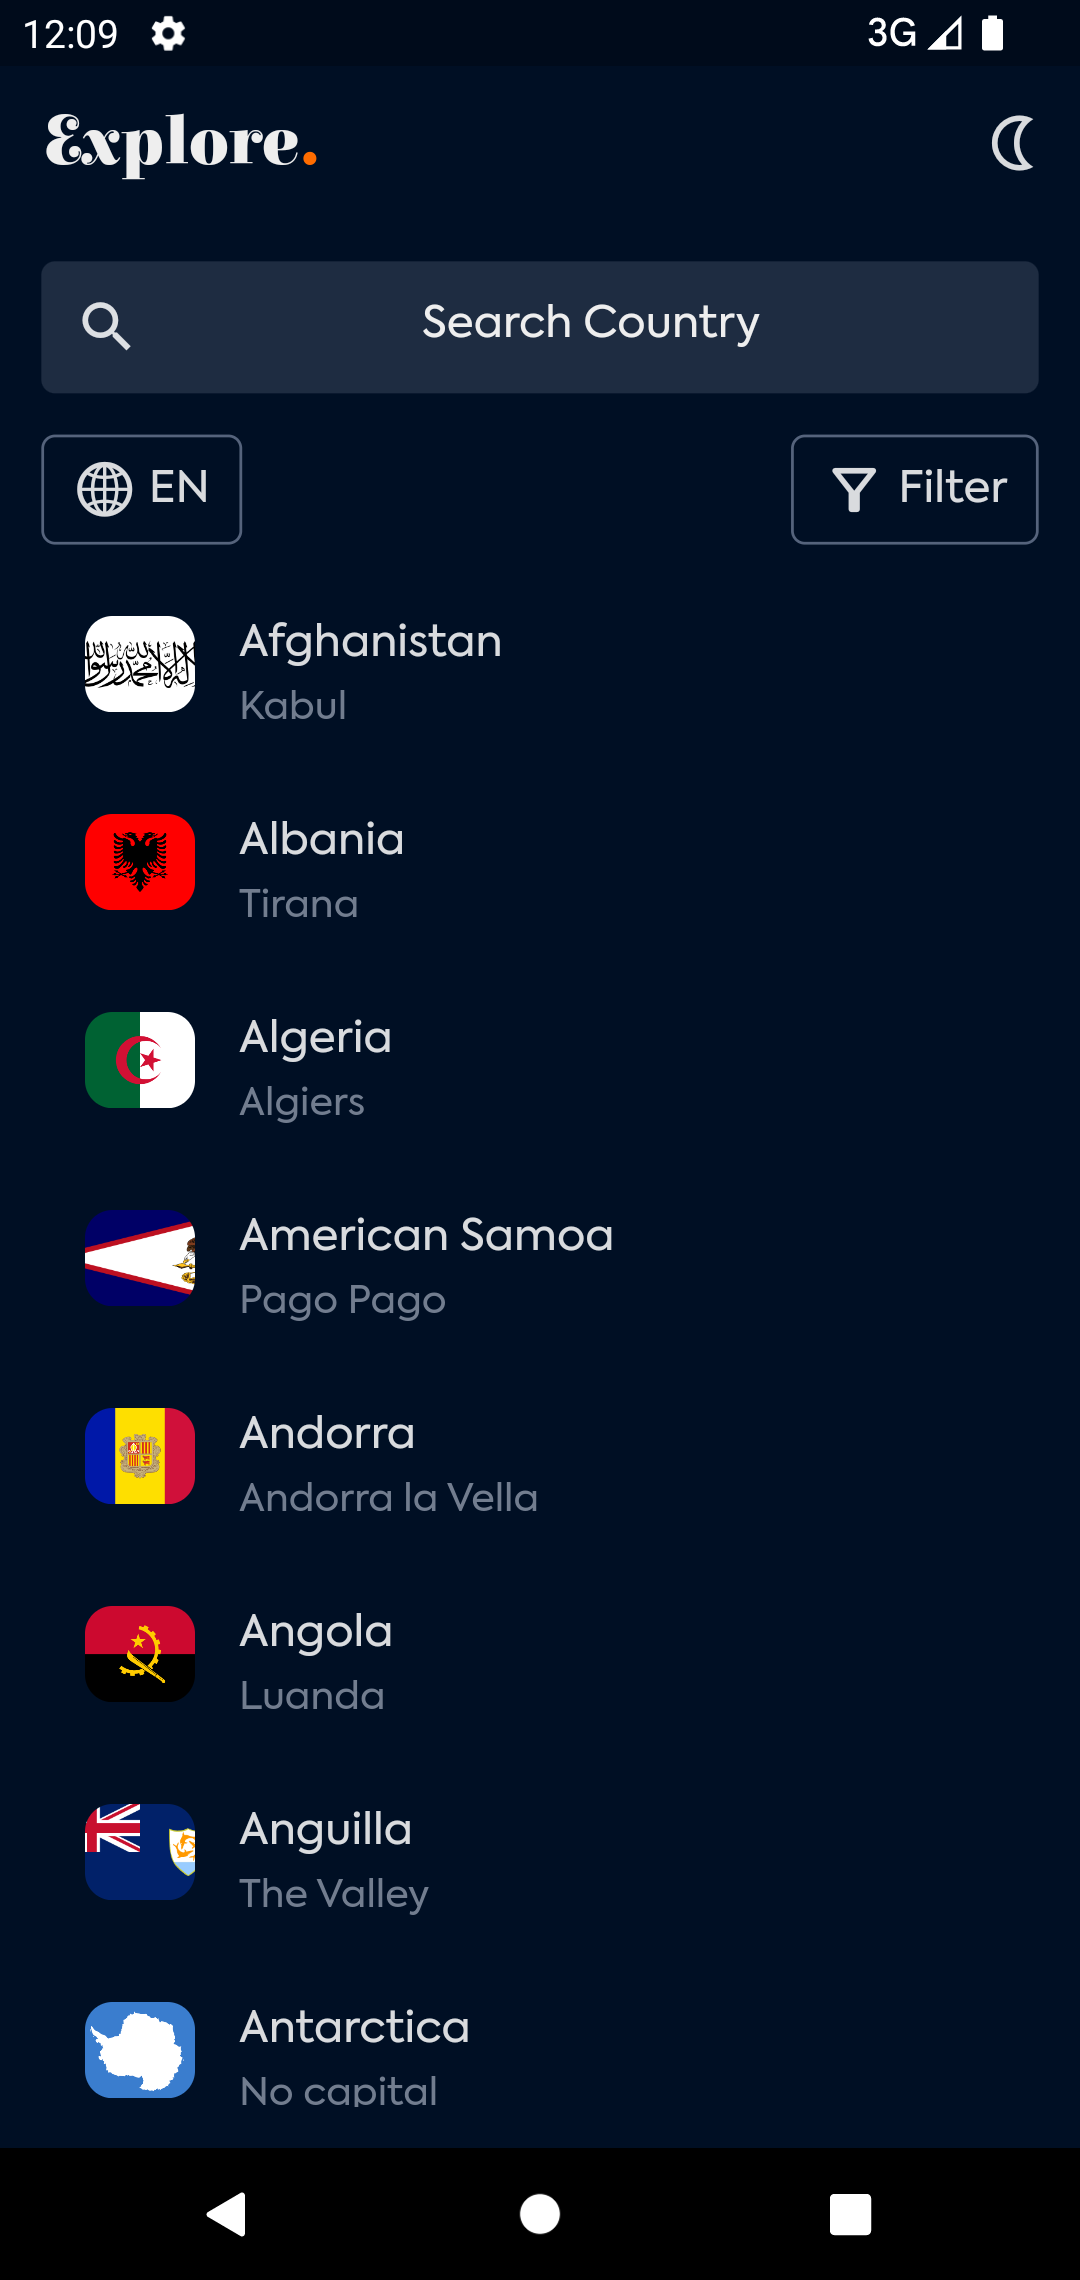 12:09
3G
Explore.
Search Country
EN
Filter
Afghanistan
Kabul
Albania
Tirana
Algeria
Algiers
American Samoa
Pago Pago
Andorra
Andorra la Vella
Angola
Luanda
Anguilla
The Valley
Antarctica
No capital